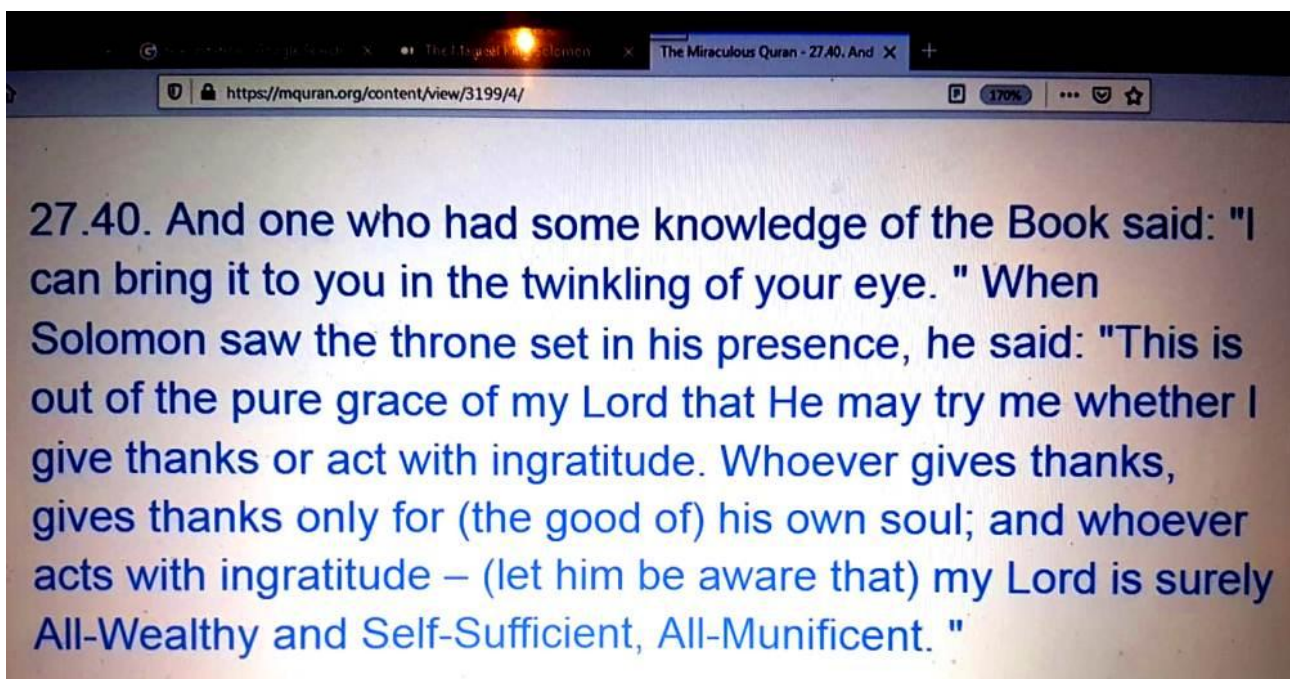 The Miraculous Quran - 27.40. And
https://mquran.org/content/view/3199/4/
170%
27.40. And one who had some knowledge of the Book said: "I
can bring it to you in the twinkling of your eye. " When
Solomon saw the throne set in his presence, he said: "This is
out of the pure grace of my Lord that He may try me whether I
give thanks or act with ingratitude. Whoever gives thanks,
gives thanks only for (the good of) his own soul; and whoever
acts with ingratitude – (let him be aware that) my Lord is surely
All-Wealthy and Self-Sufficient, All-Munificent. "